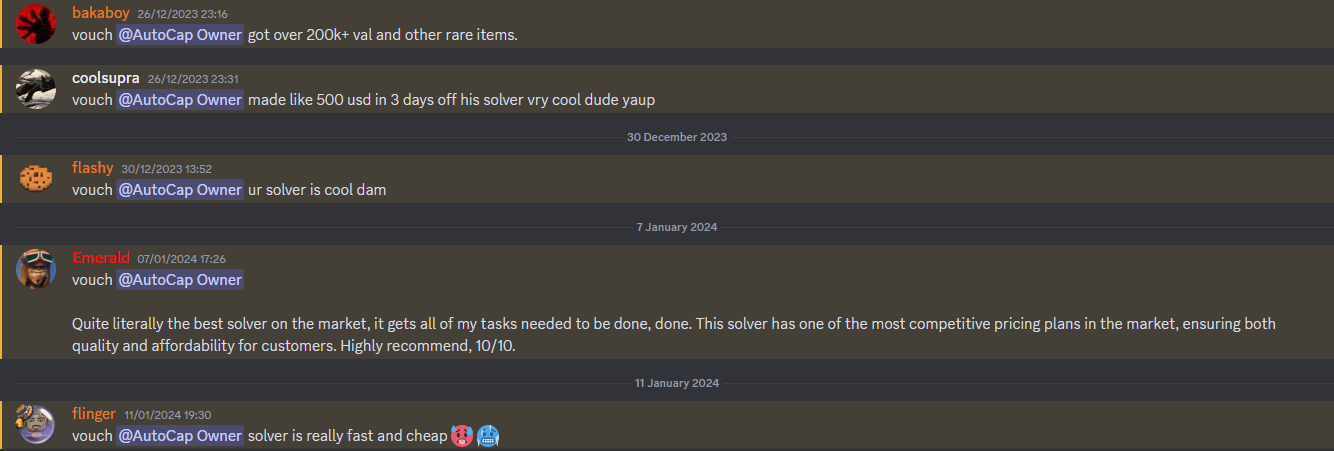 bakaboy 26/12/2023 23:16
vouch @AutoCap Owner got over 200k+ val and other rare items.
coolsupra 26/12/2023 23:31
vouch @AutoCap Owner made like 500 usd in 3 days off his solver vry cool dude yaup
30 December 2023
flashy 30/12/2023 13:52
vouch @AutoCap Owner ur solver is cool dam
7 January 2024
Emerald 07/01/2024 17:26
vouch @AutoCap Owner
Quite literally the best solver on the market, it gets all of my tasks needed to be done, done. This solver has one of the most competitive pricing plans in the market, ensuring both
quality and affordability for customers. Highly recommend, 10/10.
11 January 2024
flinger 11/01/2024 19:30
vouch @AutoCap Owner solver is really fast and cheap